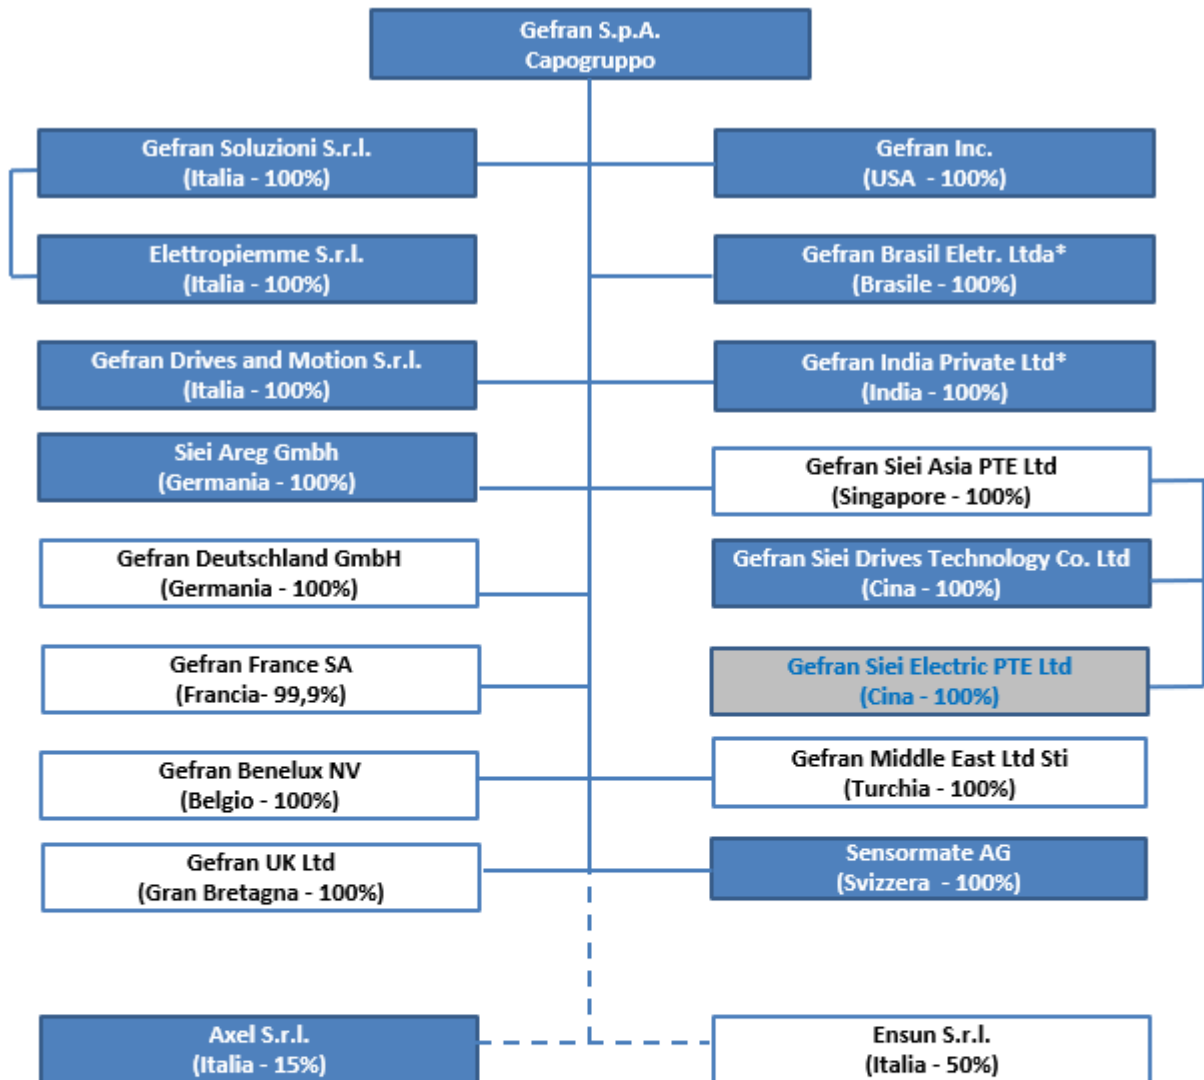 Gefran S.p.A.
Capogruppo
Gefran Soluzioni S.r.l.
(Italia - 100%)
Gefran Inc.
(USA - 100%)
Elettropiemme S.r.l.
(Italia - 100%)
Gefran Brasil Eletr. Ltda*
(Brasile - 100%)
Gefran Drives and Motion S.r.l.
(Italia - 100%)
Gefran India Private Ltd*
(India - 100%)
Siei Areg Gmbh
(Germania - 100%)
Gefran Siei Asia PTE Ltd
(Singapore - 100%)
Gefran Deutschland GmbH
(Germania - 100%)
Gefran Siei Drives Technology Co. Ltd
(Cina - 100%)
Gefran France SA
(Francia- 99,9%)
Gefran Siei Electric PTE Ltd
(Cina - 100%)
Gefran Benelux NV
(Belgio - 100%)
Gefran Middle East Ltd Sti
(Turchia - 100%)
Gefran UK Ltd
(Gran Bretagna - 100%)
Sensormate AG
(Svizzera - 100%)
Axel S.r.l.
(Italia - 15%)
Ensun S.r.l.
(Italia - 50%)